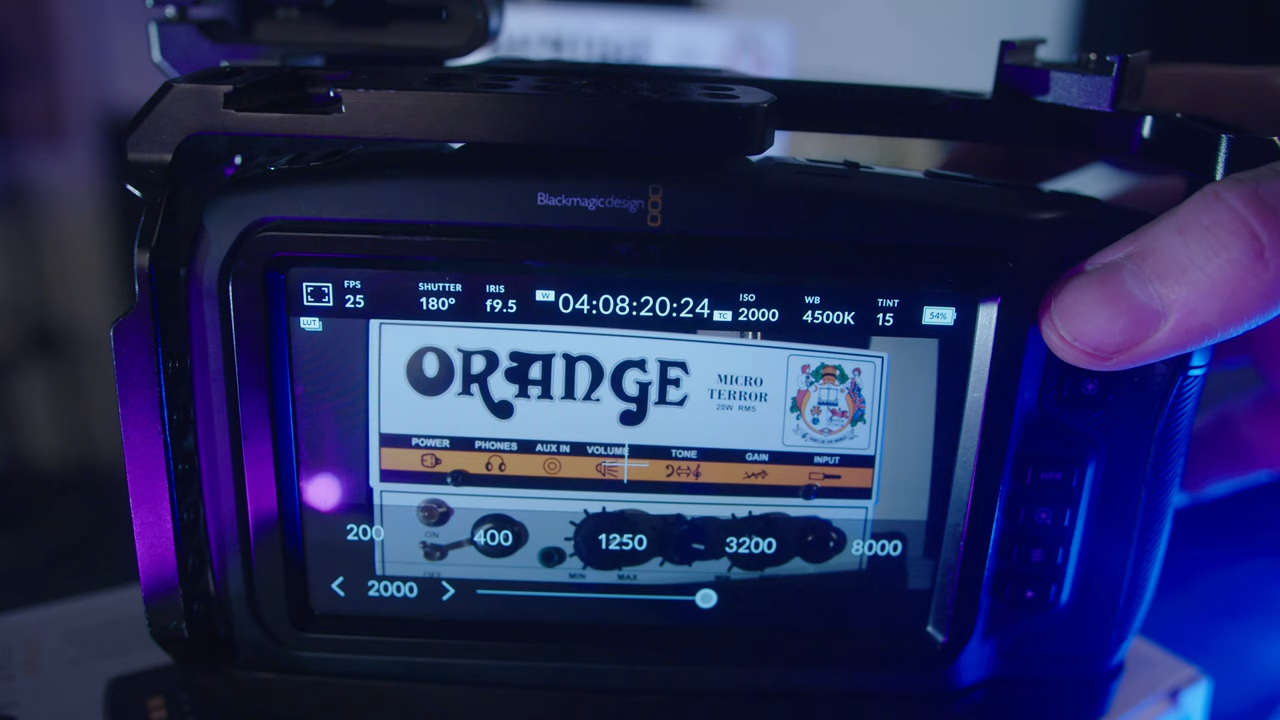 Blackmagicdesign
FPS
25
SHUTTER
180°
IRIS
f9.5
W
04:08:20:24
TC
ISO
2000
WB
4500K
TINT
15
54%
LUT
ORANGE
MICRO
TERROR
20W RMS
POWER PHONES AUX IN VOLUME TONE GAIN INPUT
ON
200 400 1250 3200 8000
MIN MAX
< 2000 >